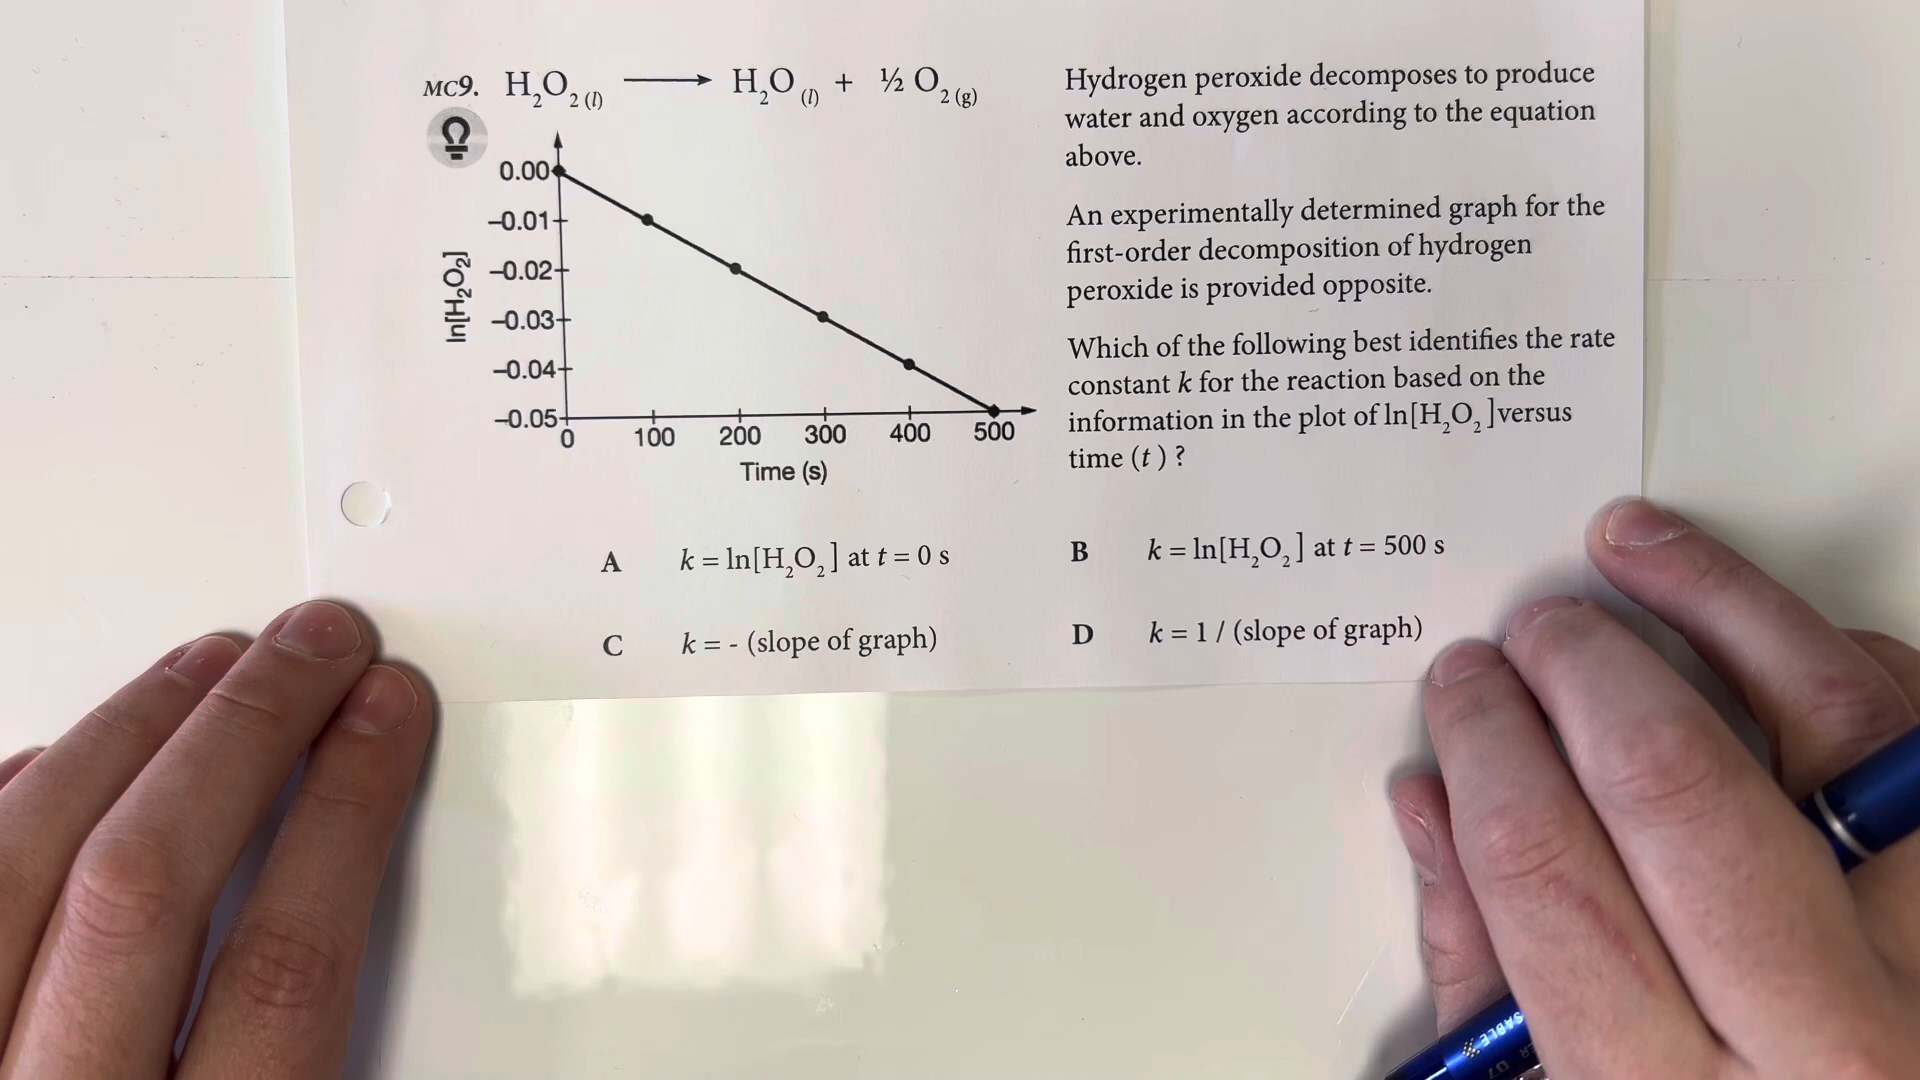 MC9. H₂O₂ (l) ⟶ H₂O (l) + ½ O₂ (g)
Hydrogen peroxide decomposes to produce
water and oxygen according to the equation
above.
An experimentally determined graph for the
first-order decomposition of hydrogen
peroxide is provided opposite.
Which of the following best identifies the rate
constant k for the reaction based on the
information in the plot of ln[H₂O₂]versus
time (t) ?
ln[H₂O₂]
0.00
–0.01
–0.02
–0.03
–0.04
–0.05
0 100 200 300 400 500
Time (s)
A k = ln[H₂O₂] at t = 0 s
B k = ln[H₂O₂] at t = 500 s
C k = - (slope of graph)
D k = 1 / (slope of graph)
07